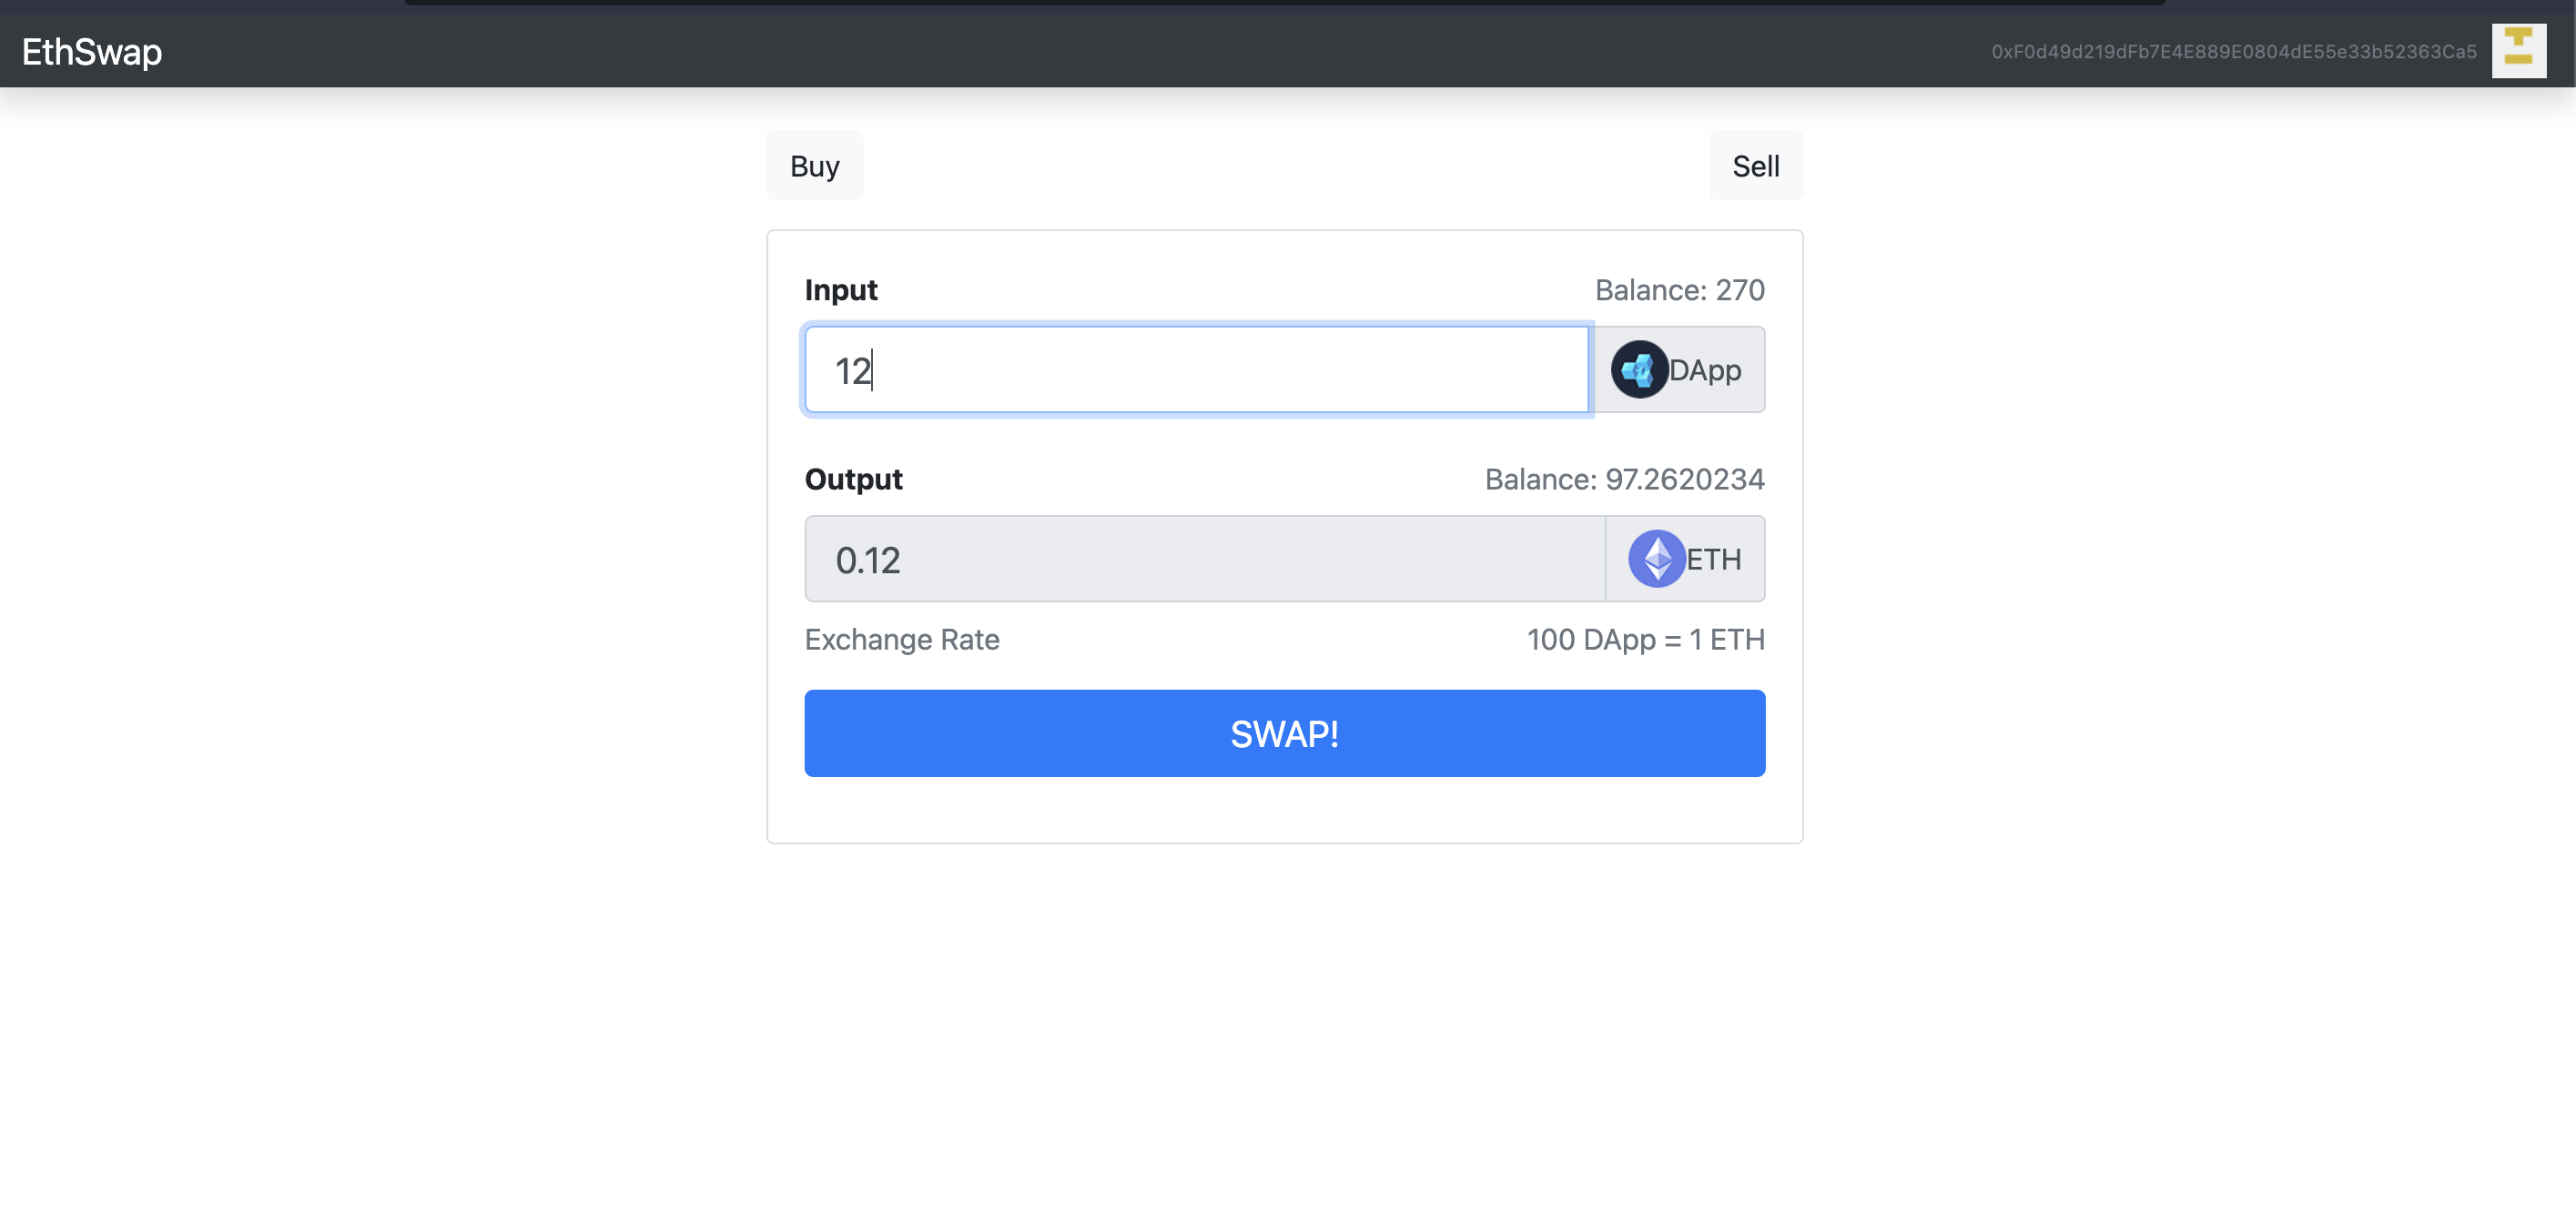 EthSwap
0xF0d49d219dFb7E4E889E0804dE55e33b52363Ca5
Buy
Sell
Input
Balance: 270
12
DApp
Output
Balance: 97.2620234
0.12
ETH
Exchange Rate
100 DApp = 1 ETH
SWAP!